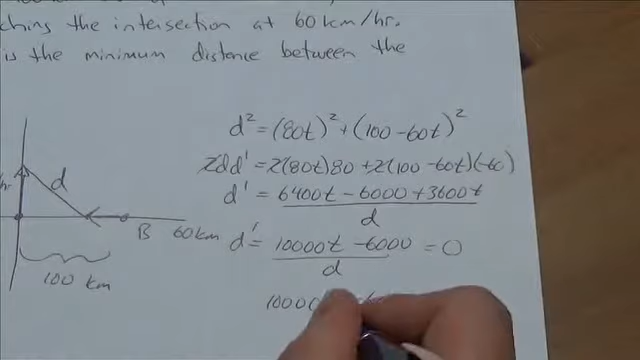 ching the intersection at 60 km/hr.
is the minimum distance between the
d² = (80t)² + (100 - 60t)²
2dd' = 2(80t)80 + 2(100 - 60t)(-60)
d' = 6400t - 6000 + 3600t
d
d' = 10000t - 6000 = 0
d
1000
d
B 60km
100 km